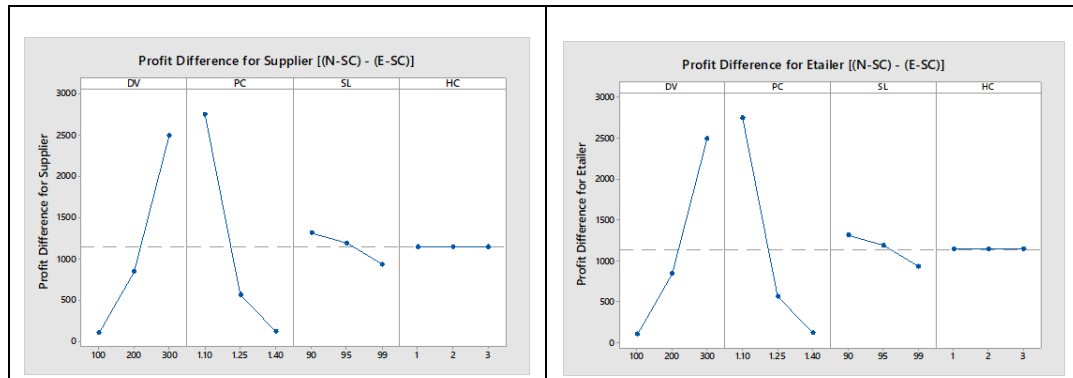 Profit Difference for Supplier [(N-SC) - (E-SC)]
DV PC SL HC
Profit Difference for Supplier
3000
2500
2000
1500
1000
500
0
100 200 300 1.10 1.25 1.40 90 95 99 1 2 3
Profit Difference for Etailer [(N-SC) - (E-SC)]
DV PC SL HC
Profit Difference for Etailer
3000
2500
2000
1500
1000
500
0
100 200 300 1.10 1.25 1.40 90 95 99 1 2 3